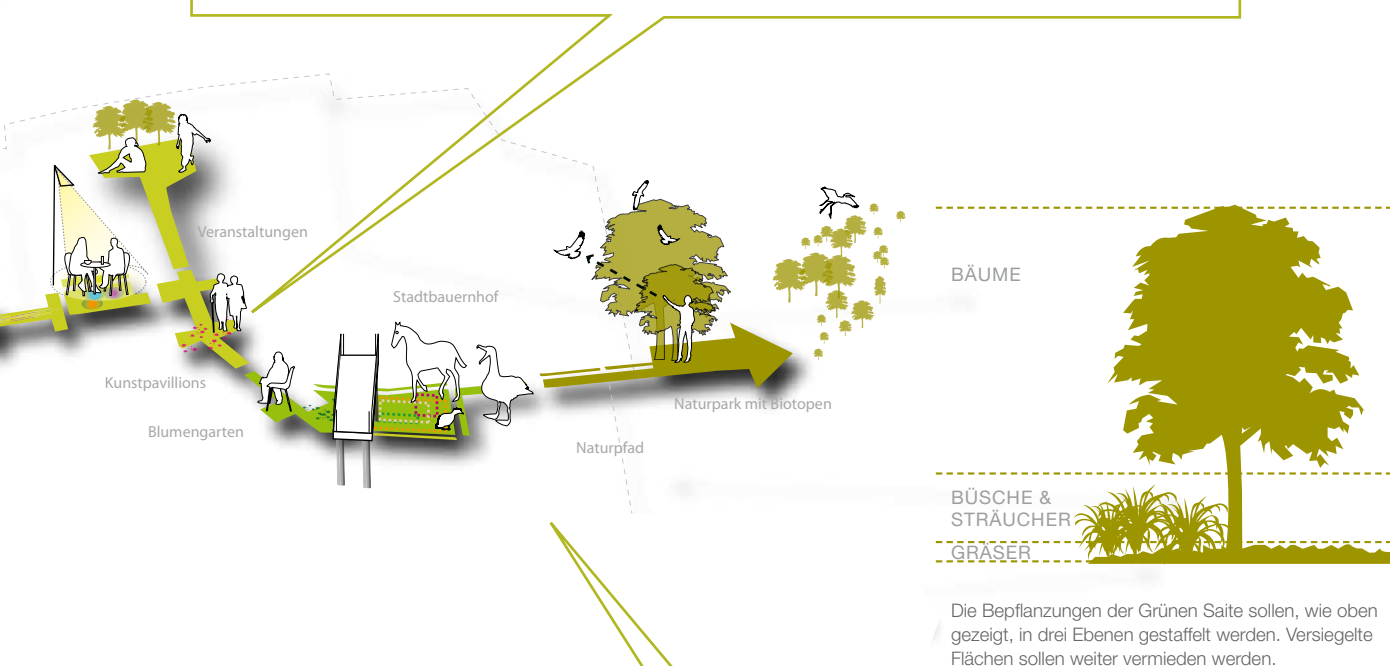 Veranstaltungen
Stadtbauernhof
Kunstpavillions
Blumengarten
Naturpark mit Biotopen
Naturpfad
BÄUME
BÜSCHE &
STRÄUCHER
GRÄSER
Die Bepflanzungen der Grünen Saite sollen, wie oben
gezeigt, in drei Ebenen gestaffelt werden. Versiegelte
Flächen sollen weiter vermieden werden.